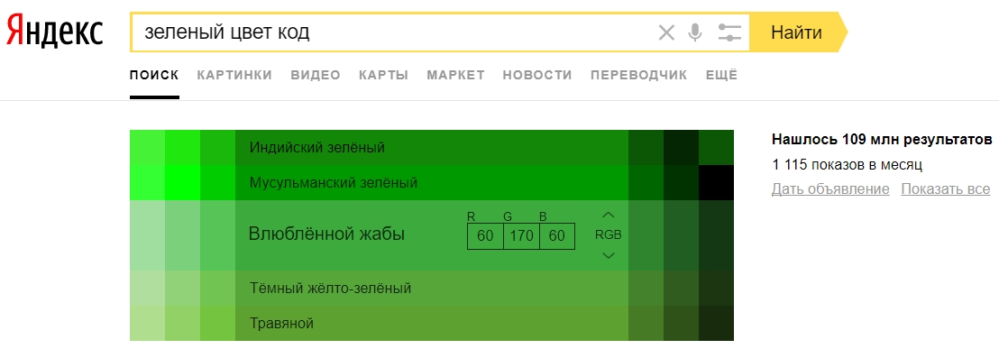 Яндекс
зеленый цвет код
Найти
ПОИСК КАРТИНКИ ВИДЕО КАРТЫ МАРКЕТ НОВОСТИ ПЕРЕВОДЧИК ЕЩЁ
Индийский зелёный
Мусульманский зелёный
R G B
Влюблённой жабы 60 170 60 RGB
Тёмный жёлто-зелёный
Травяной
Нашлось 109 млн результатов
1 115 показов в месяц
Дать объявление Показать все